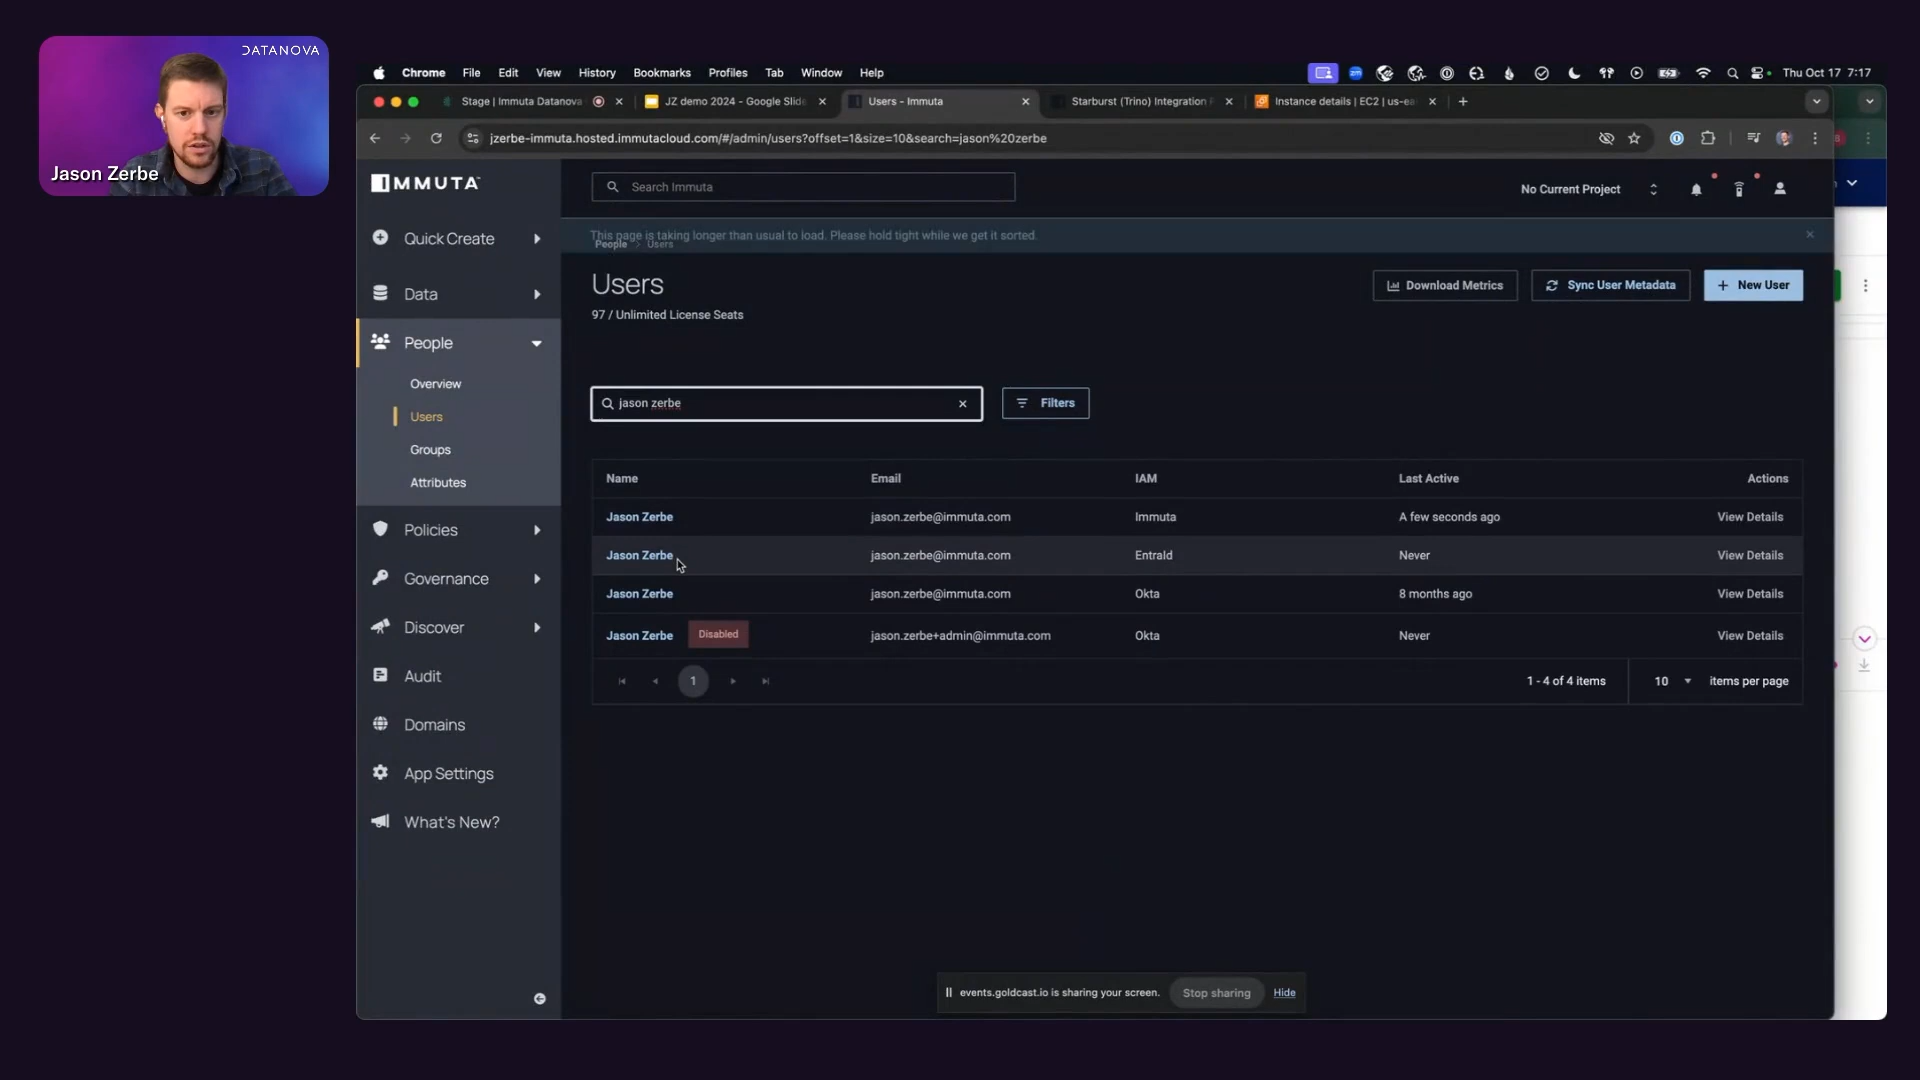 DATANOVA
Jason Zerbe
Chrome File Edit View History Bookmarks Profiles Tab Window Help
Thu Oct 17 7:17
Stage | Immuta Datanova
JZ demo 2024 - Google Slide
Users - Immuta
Starburst (Trino) Integration
Instance details | EC2 | us-ea
jzerbe-immuta.hosted.immutacloud.com/#/admin/users?offset=1&size=10&search=jason%20zerbe
IMMUTA
Search Immuta
No Current Project
Quick Create
Data
People
Overview
Users
Groups
Attributes
Policies
Governance
Discover
Audit
Domains
App Settings
What's New?
This page is taking longer than usual to load. Please hold tight while we get it sorted.
People > Users
Users
97 / Unlimited License Seats
Download Metrics
Sync User Metadata
+ New User
jason zerbe
Filters
Name Email IAM Last Active Actions
Jason Zerbe jason.zerbe@immuta.com Immuta A few seconds ago View Details
Jason Zerbe jason.zerbe@immuta.com EntraId Never View Details
Jason Zerbe jason.zerbe@immuta.com Okta 8 months ago View Details
Jason Zerbe Disabled jason.zerbe+admin@immuta.com Okta Never View Details
1
1 - 4 of 4 items
10 items per page
events.goldcast.io is sharing your screen.
Stop sharing
Hide